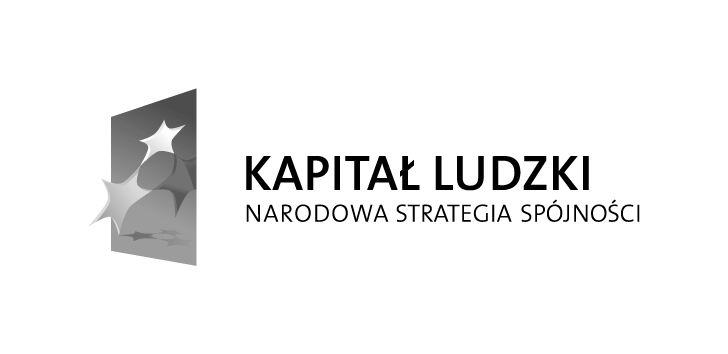 KAPITAŁ LUDZKI
NARODOWA STRATEGIA SPÓJNOŚCI